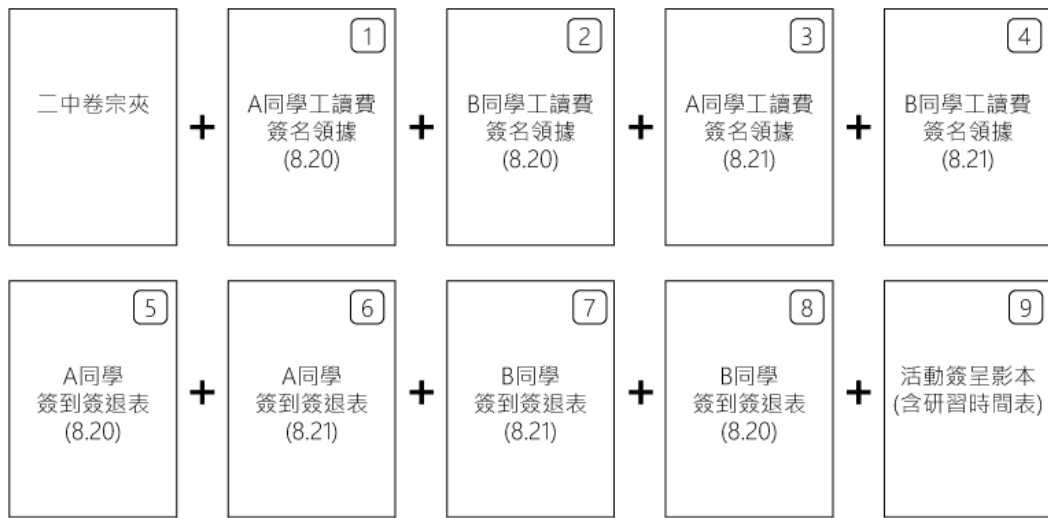 二中卷宗夾
+
1
A同學工讀費
簽名領據
(8.20)
+
2
B同學工讀費
簽名領據
(8.20)
+
3
A同學工讀費
簽名領據
(8.21)
+
4
B同學工讀費
簽名領據
(8.21)
5
A同學
簽到簽退表
(8.20)
+
6
A同學
簽到簽退表
(8.21)
+
7
B同學
簽到簽退表
(8.21)
+
8
B同學
簽到簽退表
(8.20)
+
9
活動簽呈影本
(含研習時間表)